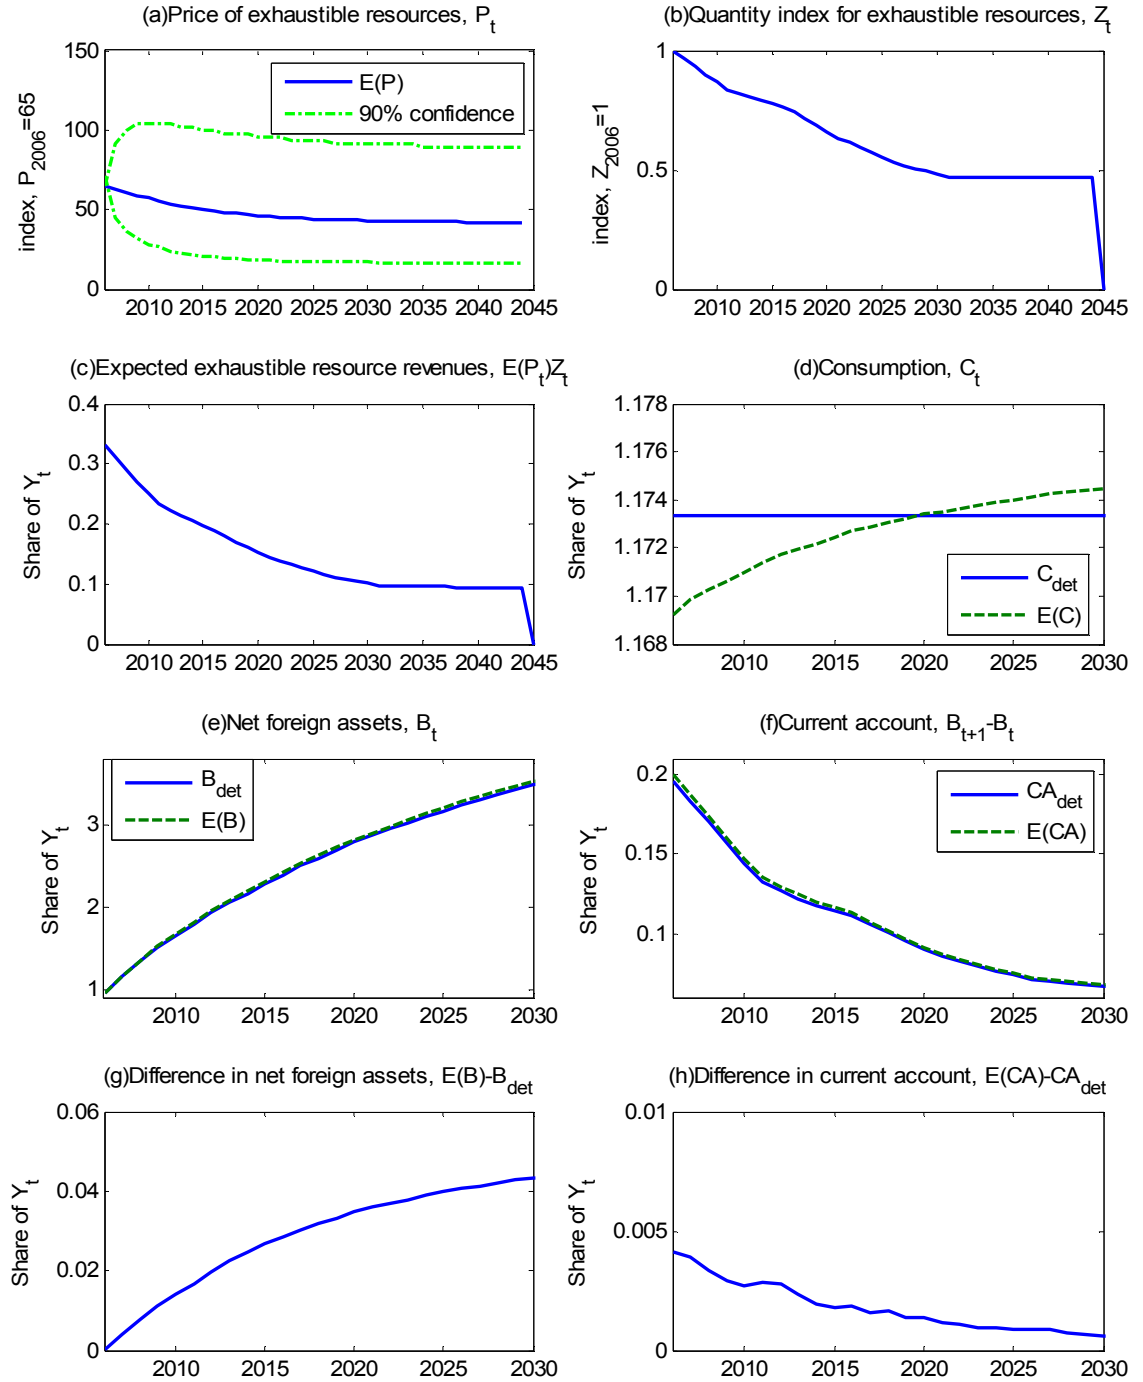 (a)Price of exhaustible resources, P_t
index, P_2006=65
150
100
50
0
E(P)
90% confidence
2010 2015 2020 2025 2030 2035 2040 2045
(b)Quantity index for exhaustible resources, Z_t
index, Z_2006=1
1
0.5
0
2010 2015 2020 2025 2030 2035 2040 2045
(c)Expected exhaustible resource revenues, E(P_t)Z_t
Share of Y_t
0.4
0.3
0.2
0.1
0
2010 2015 2020 2025 2030 2035 2040 2045
(d)Consumption, C_t
Share of Y_t
1.178
1.176
1.174
1.172
1.17
1.168
C_det
E(C)
2010 2015 2020 2025 2030
(e)Net foreign assets, B_t
Share of Y_t
3
2
1
B_det
E(B)
2010 2015 2020 2025 2030
(f)Current account, B_t+1-B_t
Share of Y_t
0.2
0.15
0.1
CA_det
E(CA)
2010 2015 2020 2025 2030
(g)Difference in net foreign assets, E(B)-B_det
Share of Y_t
0.06
0.04
0.02
0
2010 2015 2020 2025 2030
(h)Difference in current account, E(CA)-CA_det
Share of Y_t
0.01
0.005
0
2010 2015 2020 2025 2030